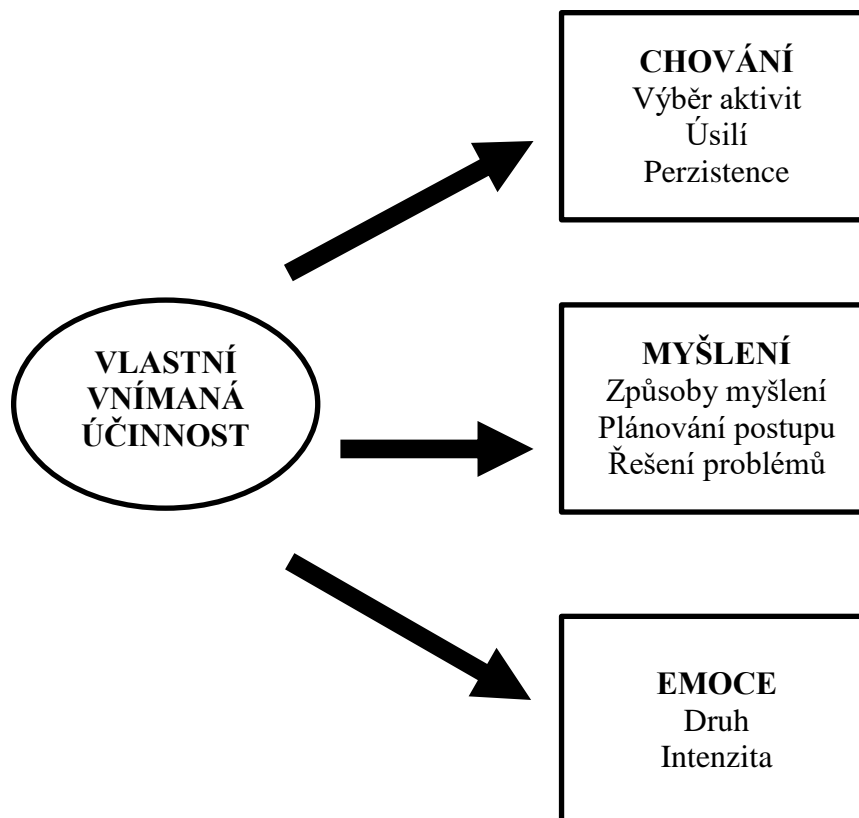 CHOVÁNÍ
Výběr aktivit
Úsilí
Perzistence
VLASTNÍ
VNÍMANÁ
ÚČINNOST
MYŠLENÍ
Způsoby myšlení
Plánování postupu
Řešení problémů
EMOCE
Druh
Intenzita